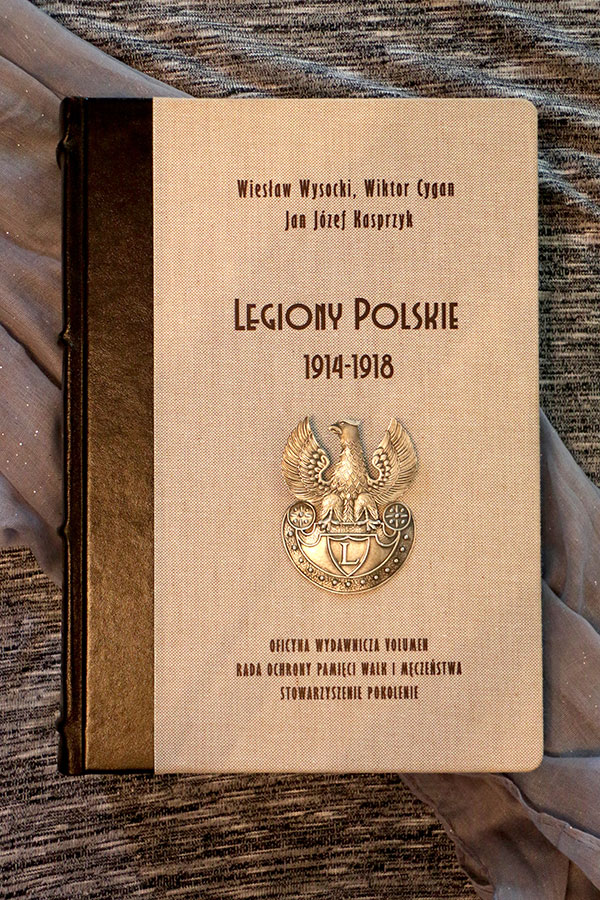 Wiesław Wysocki, Wiktor Cygan
Jan Józef Kasprzyk
LEGIONY POLSKIE
1914-1918
L
OFICYNA WYDAWNICZA VOLUMEN
RADA OCHRONY PAMIĘCI WALK I MĘCZEŃSTWA
STOWARZYSZENIE POKOLENIE